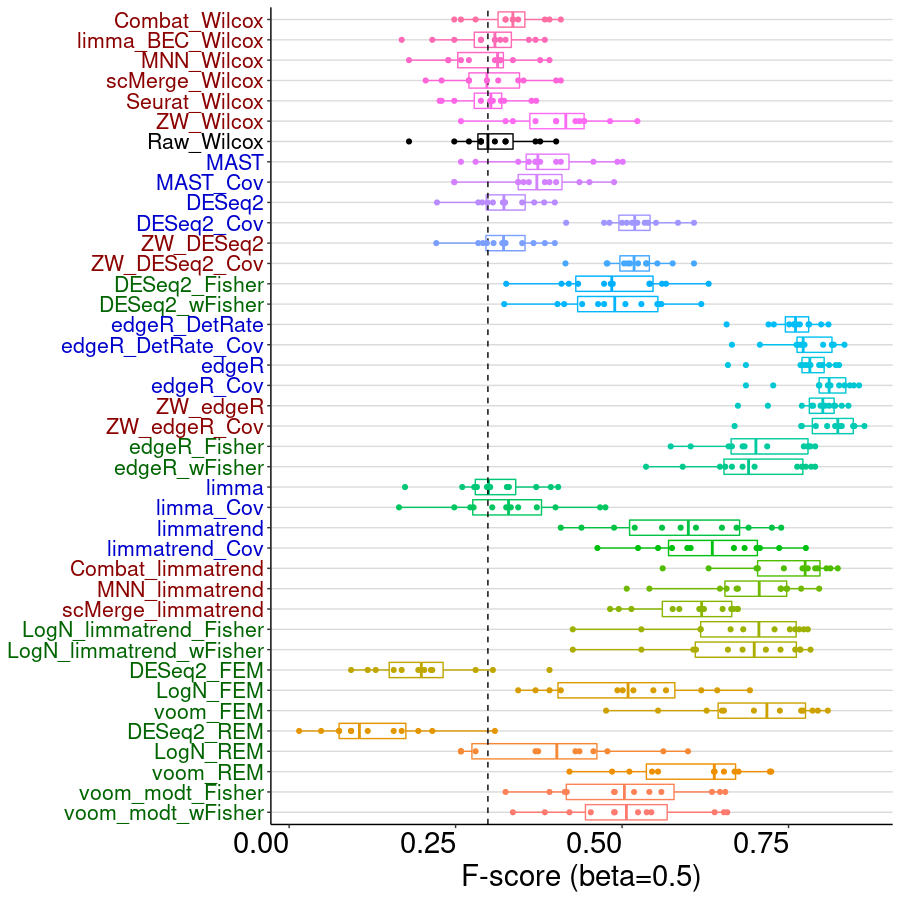 Combat_Wilcox
limma_BEC_Wilcox
MNN_Wilcox
scMerge_Wilcox
Seurat_Wilcox
ZW_Wilcox
Raw_Wilcox
MAST
MAST_Cov
DESeq2
DESeq2_Cov
ZW_DESeq2
ZW_DESeq2_Cov
DESeq2_Fisher
DESeq2_wFisher
edgeR_DetRate
edgeR_DetRate_Cov
edgeR
edgeR_Cov
ZW_edgeR
ZW_edgeR_Cov
edgeR_Fisher
edgeR_wFisher
limma
limma_Cov
limmatrend
limmatrend_Cov
Combat_limmatrend
MNN_limmatrend
scMerge_limmatrend
LogN_limmatrend_Fisher
LogN_limmatrend_wFisher
DESeq2_FEM
LogN_FEM
voom_FEM
DESeq2_REM
LogN_REM
voom_REM
voom_modt_Fisher
voom_modt_wFisher
0.00 0.25 0.50 0.75
F-score (beta=0.5)